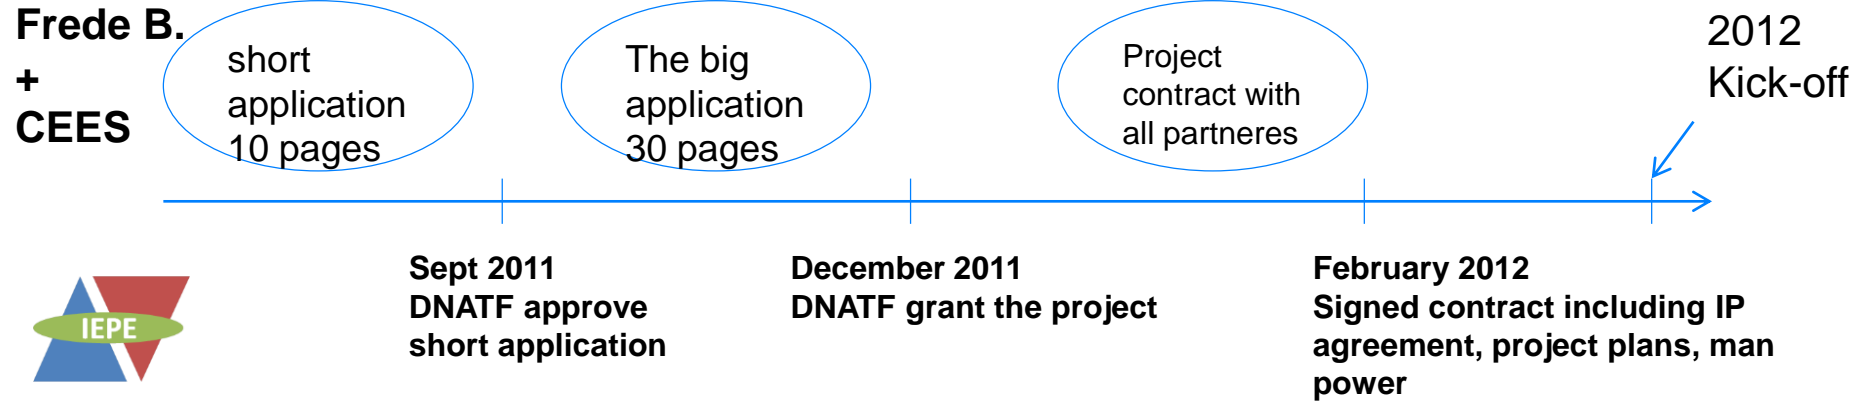 Frede B.
+
CEES
short
application
10 pages
The big
application
30 pages
Project
contract with
all partneres
2012
Kick-off
Sept 2011
DNATF approve
short application
December 2011
DNATF grant the project
February 2012
Signed contract including IP
agreement, project plans, man
power
IEPE